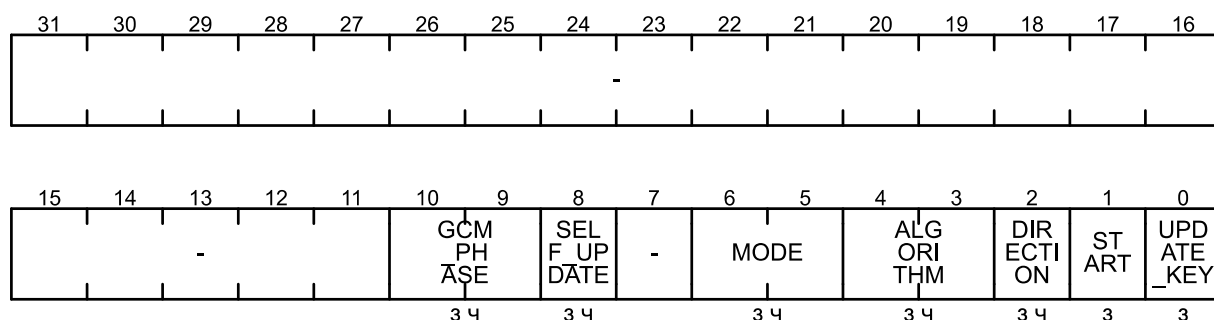 31 30 29 28 27 26 25 24 23 22 21 20 19 18 17 16
-
15 14 13 12 11 10 9 8 7 6 5 4 3 2 1 0
-
GCM
_PH
ASE
SEL
F_UP
DATE
-
MODE
ALG
ORI
THM
DIR
ECTI
ON
ST
ART
UPD
ATE
_KEY
з ч з ч з ч з ч з ч з з